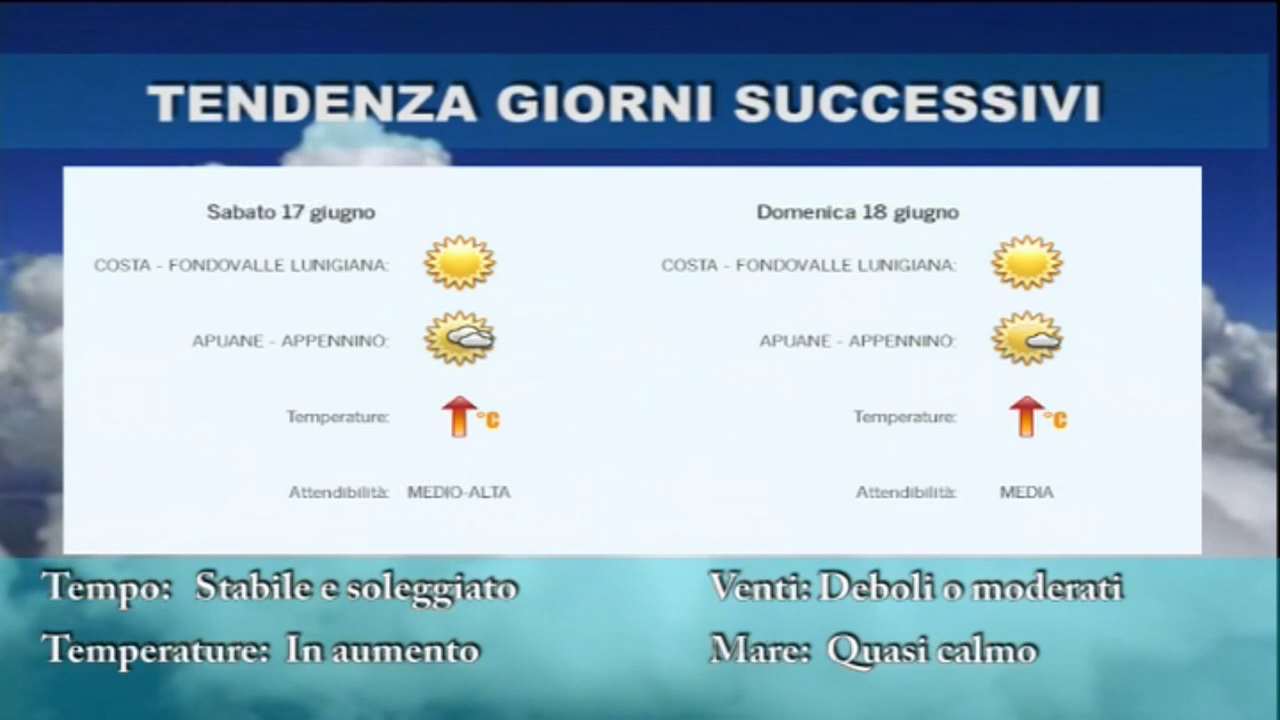 TENDENZA GIORNI SUCCESSIVI
Sabato 17 giugno
COSTA - FONDOVALLE LUNIGIANA:
APUANE - APPENNINO:
Temperature: °C
Attendibilità: MEDIO-ALTA
Domenica 18 giugno
COSTA - FONDOVALLE LUNIGIANA:
APUANE - APPENNINO:
Temperature: °C
Attendibilità: MEDIA
Tempo: Stabile e soleggiato
Temperature: In aumento
Venti: Deboli o moderati
Mare: Quasi calmo